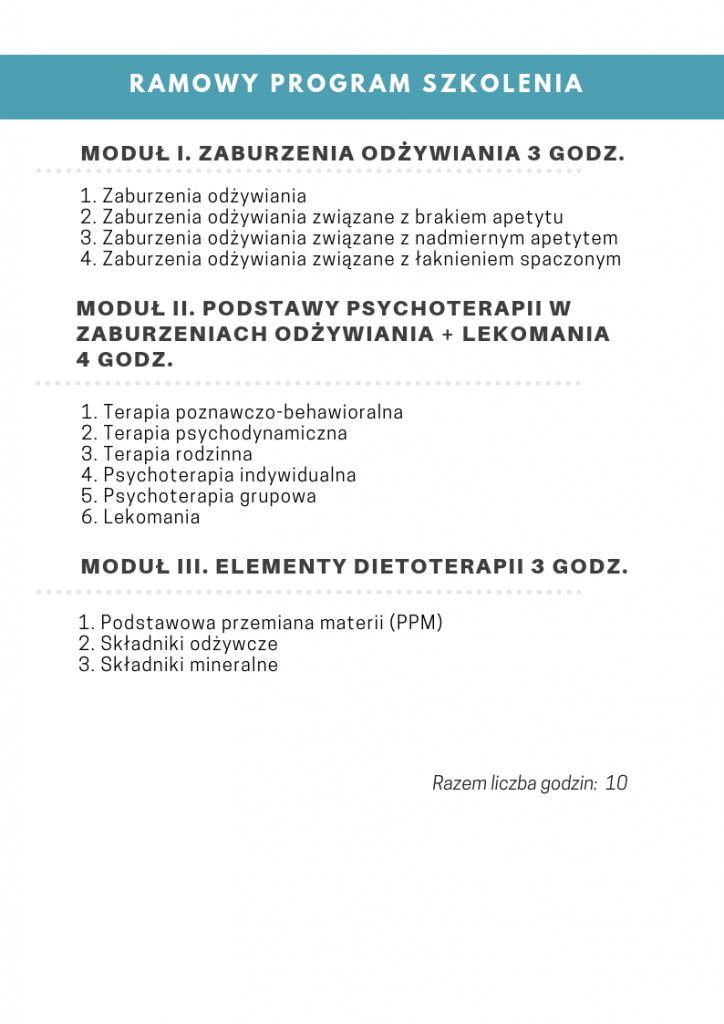 RAMOWY PROGRAM SZKOLENIA
MODUŁ I. ZABURZENIA ODŻYWIANIA 3 GODZ.
1. Zaburzenia odżywiania
2. Zaburzenia odżywiania związane z brakiem apetytu
3. Zaburzenia odżywiania związane z nadmiernym apetytem
4. Zaburzenia odżywiania związane z łaknieniem spaczonym
MODUŁ II. PODSTAWY PSYCHOTERAPII W
ZABURZENIACH ODŻYWIANIA + LEKOMANIA
4 GODZ.
1. Terapia poznawczo-behawioralna
2. Terapia psychodynamiczna
3. Terapia rodzinna
4. Psychoterapia indywidualna
5. Psychoterapia grupowa
6. Lekomania
MODUŁ III. ELEMENTY DIETOTERAPII 3 GODZ.
1. Podstawowa przemiana materii (PPM)
2. Składniki odżywcze
3. Składniki mineralne
Razem liczba godzin: 10